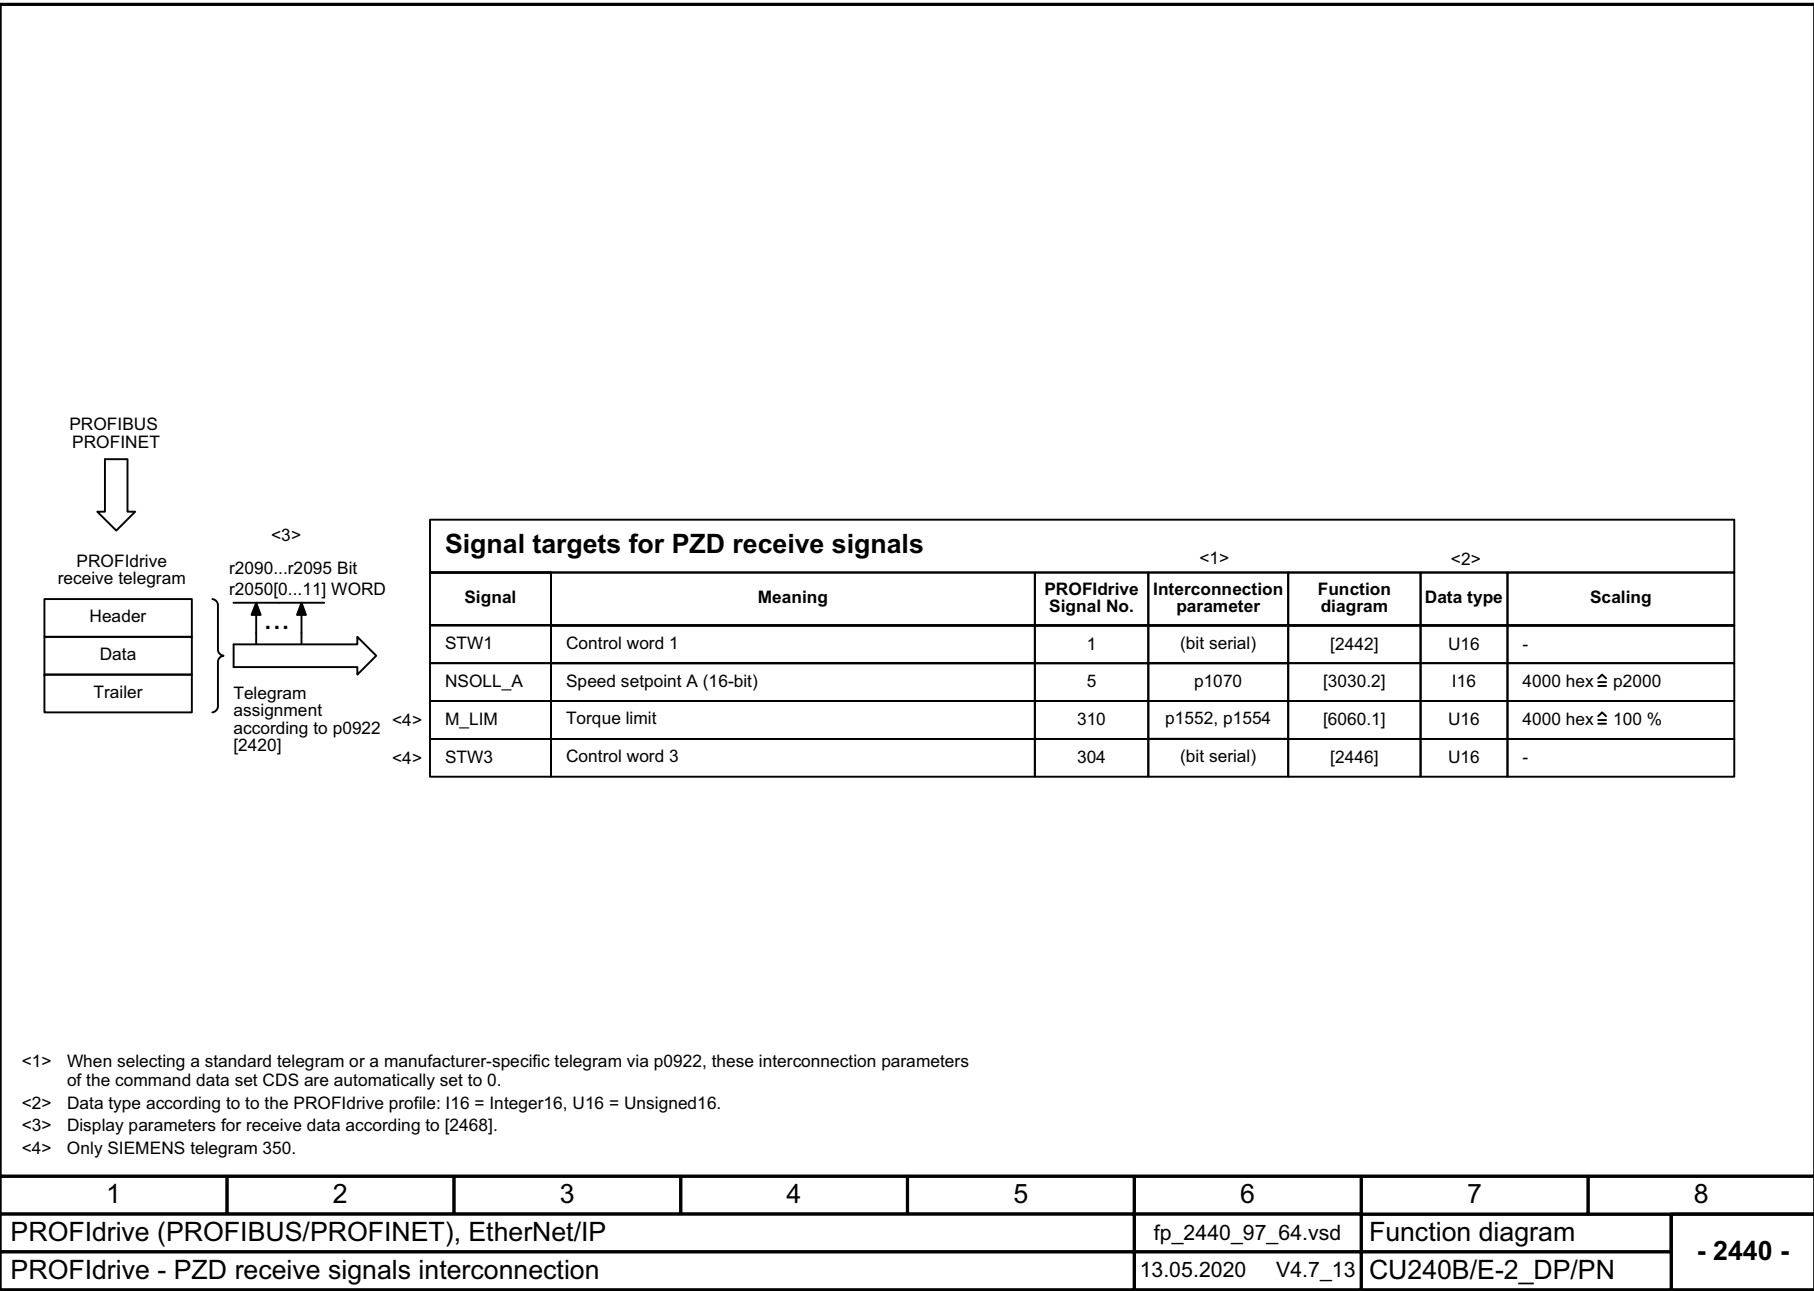 PROFIBUS
PROFINET
PROFIdrive
receive telegram
Header
Data
Trailer
<3>
r2090...r2095 Bit
r2050[0...11] WORD
...
Telegram
assignment
according to p0922
[2420]
Signal targets for PZD receive signals <1> <2>
Signal Meaning PROFIdrive Signal No. Interconnection parameter Function diagram Data type Scaling
STW1 Control word 1 1 (bit serial) [2442] U16 -
NSOLL_A Speed setpoint A (16-bit) 5 p1070 [3030.2] I16 4000 hex ≙ p2000
<4> M_LIM Torque limit 310 p1552, p1554 [6060.1] U16 4000 hex ≙ 100 %
<4> STW3 Control word 3 304 (bit serial) [2446] U16 -
<1> When selecting a standard telegram or a manufacturer-specific telegram via p0922, these interconnection parameters
of the command data set CDS are automatically set to 0.
<2> Data type according to to the PROFIdrive profile: I16 = Integer16, U16 = Unsigned16.
<3> Display parameters for receive data according to [2468].
<4> Only SIEMENS telegram 350.
1 2 3 4 5 6 7 8
PROFIdrive (PROFIBUS/PROFINET), EtherNet/IP fp_2440_97_64.vsd Function diagram
PROFIdrive - PZD receive signals interconnection 13.05.2020 V4.7_13 CU240B/E-2_DP/PN
- 2440 -